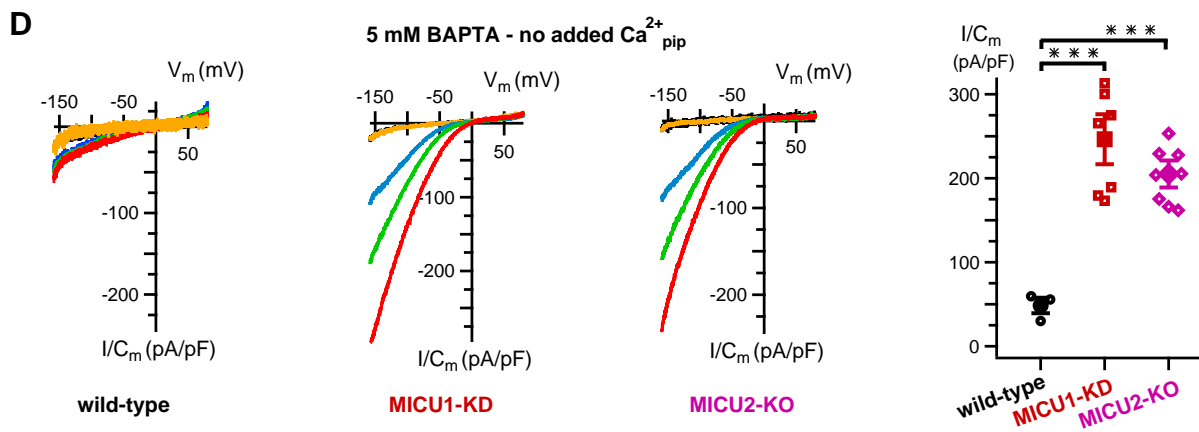 D
5 mM BAPTA - no added Ca²⁺pip
Vm (mV)
-150
-50
50
-100
-200
I/Cm (pA/pF)
wild-type
Vm (mV)
-150
-50
50
-100
-200
I/Cm (pA/pF)
MICU1-KD
Vm (mV)
-150
-50
50
-100
-200
I/Cm (pA/pF)
MICU2-KO
I/Cm
(pA/pF)
* * *
* * *
300
200
100
0
wild-type
MICU1-KD
MICU2-KO